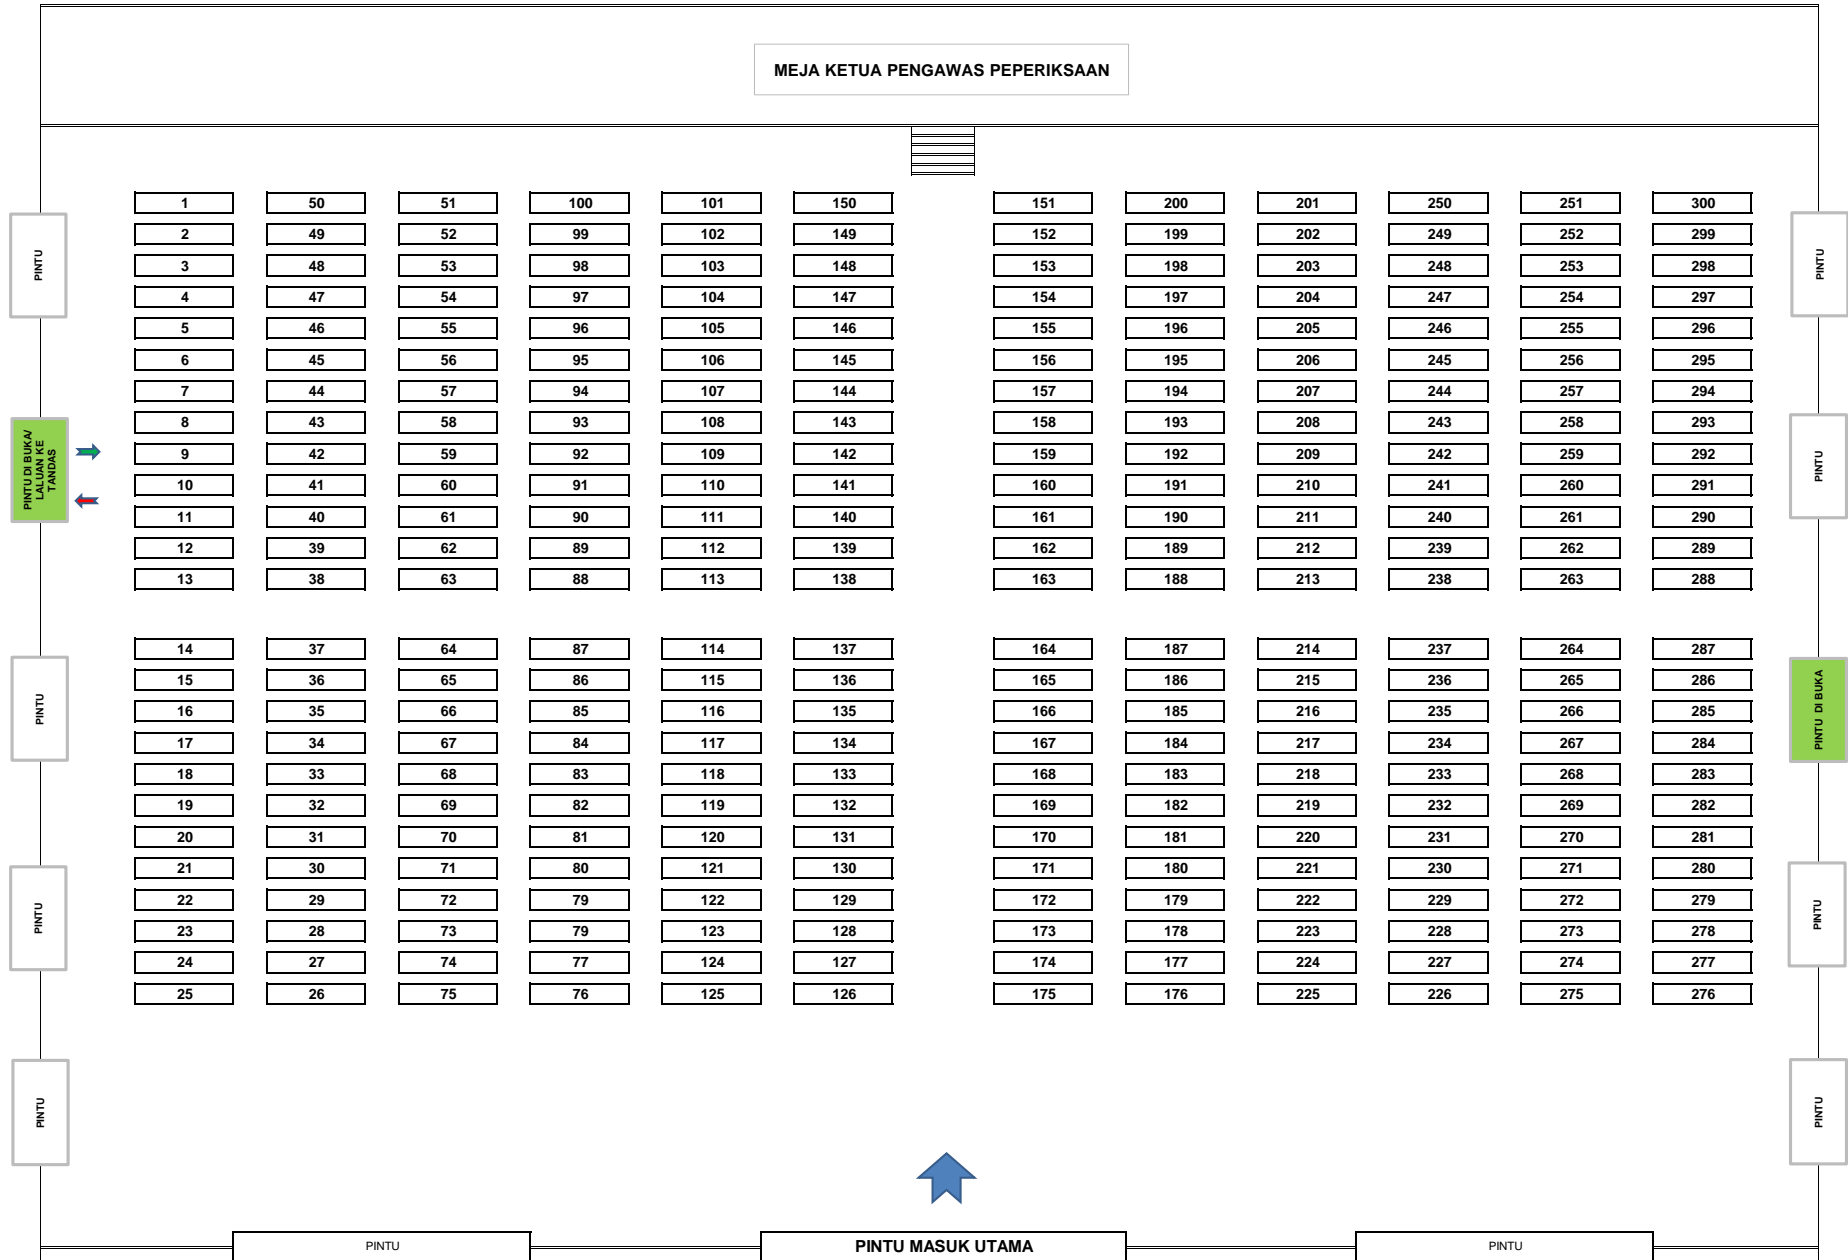 MEJA KETUA PENGAWAS PEPERIKSAAN
1 50 51 100 101 150 151 200 201 250 251 300
2 49 52 99 102 149 152 199 202 249 252 299
3 48 53 98 103 148 153 198 203 248 253 298
4 47 54 97 104 147 154 197 204 247 254 297
5 46 55 96 105 146 155 196 205 246 255 296
6 45 56 95 106 145 156 195 206 245 256 295
7 44 57 94 107 144 157 194 207 244 257 294
8 43 58 93 108 143 158 193 208 243 258 293
9 42 59 92 109 142 159 192 209 242 259 292
10 41 60 91 110 141 160 191 210 241 260 291
11 40 61 90 111 140 161 190 211 240 261 290
12 39 62 89 112 139 162 189 212 239 262 289
13 38 63 88 113 138 163 188 213 238 263 288
14 37 64 87 114 137 164 187 214 237 264 287
15 36 65 86 115 136 165 186 215 236 265 286
16 35 66 85 116 135 166 185 216 235 266 285
17 34 67 84 117 134 167 184 217 234 267 284
18 33 68 83 118 133 168 183 218 233 268 283
19 32 69 82 119 132 169 182 219 232 269 282
20 31 70 81 120 131 170 181 220 231 270 281
21 30 71 80 121 130 171 180 221 230 271 280
22 29 72 79 122 129 172 179 222 229 272 279
23 28 73 79 123 128 173 178 223 228 273 278
24 27 74 77 124 127 174 177 224 227 274 277
25 26 75 76 125 126 175 176 225 226 275 276
PINTU
PINTU DI BUKA/
LALUAN KE
TANDAS
PINTU
PINTU
PINTU
PINTU
PINTU
PINTU DI BUKA
PINTU
PINTU
PINTU
PINTU MASUK UTAMA
PINTU